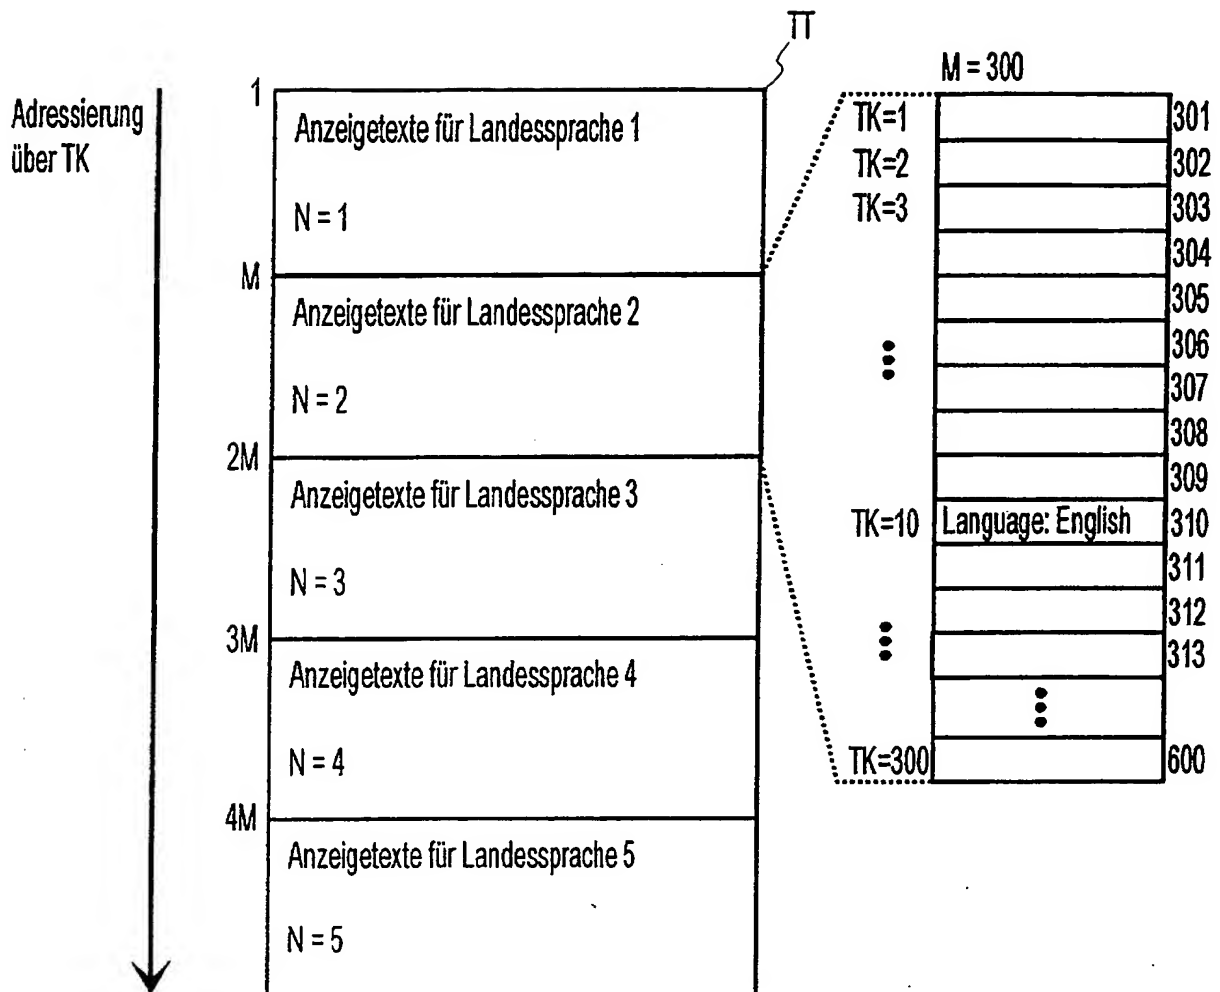 TT
M = 300
Adressierung
über TK
1
Anzeigetexte für Landessprache 1
N = 1
M
Anzeigetexte für Landessprache 2
N = 2
2M
Anzeigetexte für Landessprache 3
N = 3
3M
Anzeigetexte für Landessprache 4
N = 4
4M
Anzeigetexte für Landessprache 5
N = 5
TK=1
301
TK=2
302
TK=3
303
304
305
306
307
308
309
TK=10 Language: English 310
311
312
313
TK=300
600